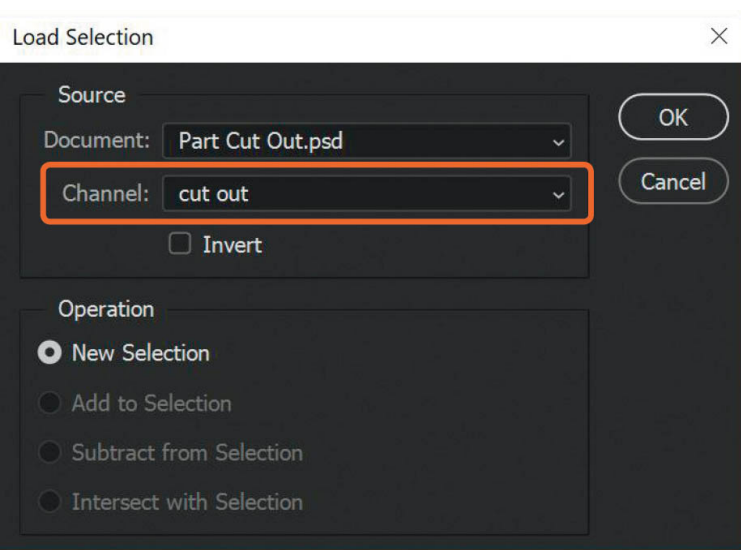 Load Selection
Source
OK
Document: Part Cut Out.psd
Channel: cut out
Cancel
Invert
Operation
New Selection
Add to Selection
Subtract from Selection
Intersect with Selection